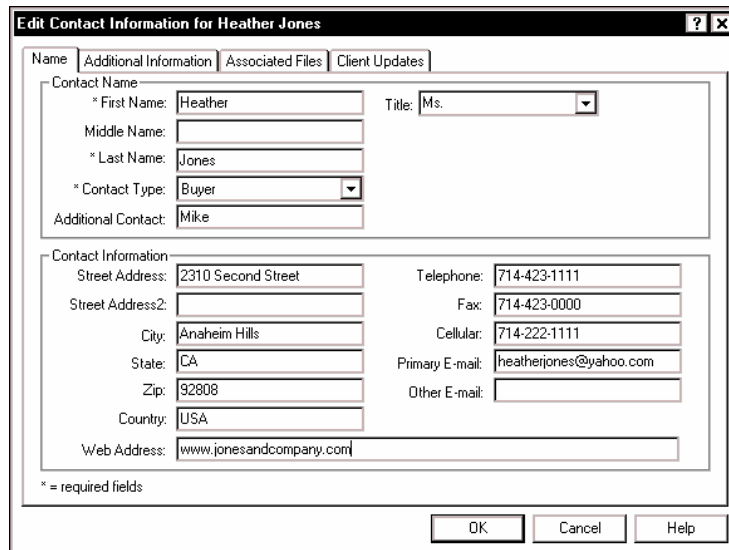 Edit Contact Information for Heather Jones
Name Additional Information Associated Files Client Updates
Contact Name
* First Name: Heather Title: Ms.
Middle Name:
* Last Name: Jones
* Contact Type: Buyer
Additional Contact: Mike
Contact Information
Street Address: 2310 Second Street Telephone: 714-423-1111
Street Address2: Fax: 714-423-0000
City: Anaheim Hills Cellular: 714-222-1111
State: CA Primary E-mail: heatherjones@yahoo.com
Zip: 92808 Other E-mail:
Country: USA
Web Address: www.jonesandcompany.com
* = required fields
OK Cancel Help